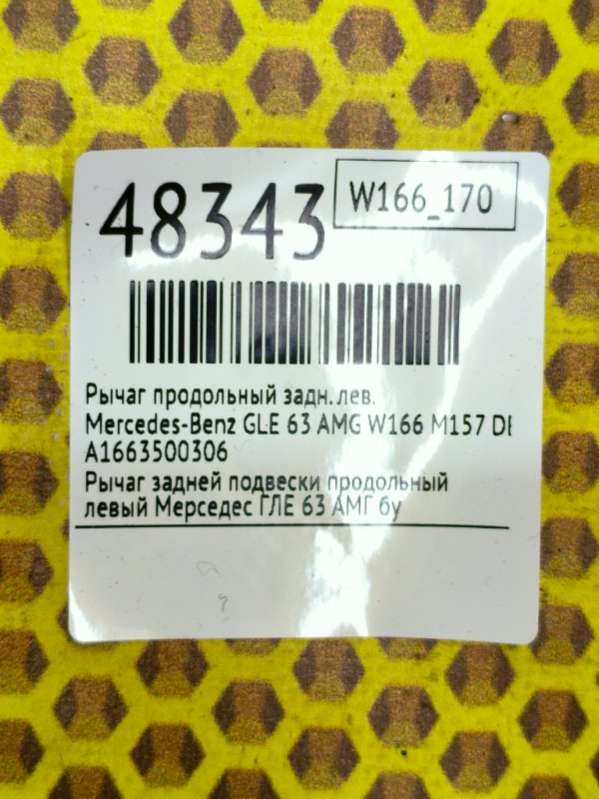 48343
W166_170
Рычаг продольный задн. лев.
Mercedes-Benz GLE 63 AMG W166 M157 DE
A1663500306
Рычаг задней подвески продольный
левый Мерседес ГЛЕ 63 АМГ бу